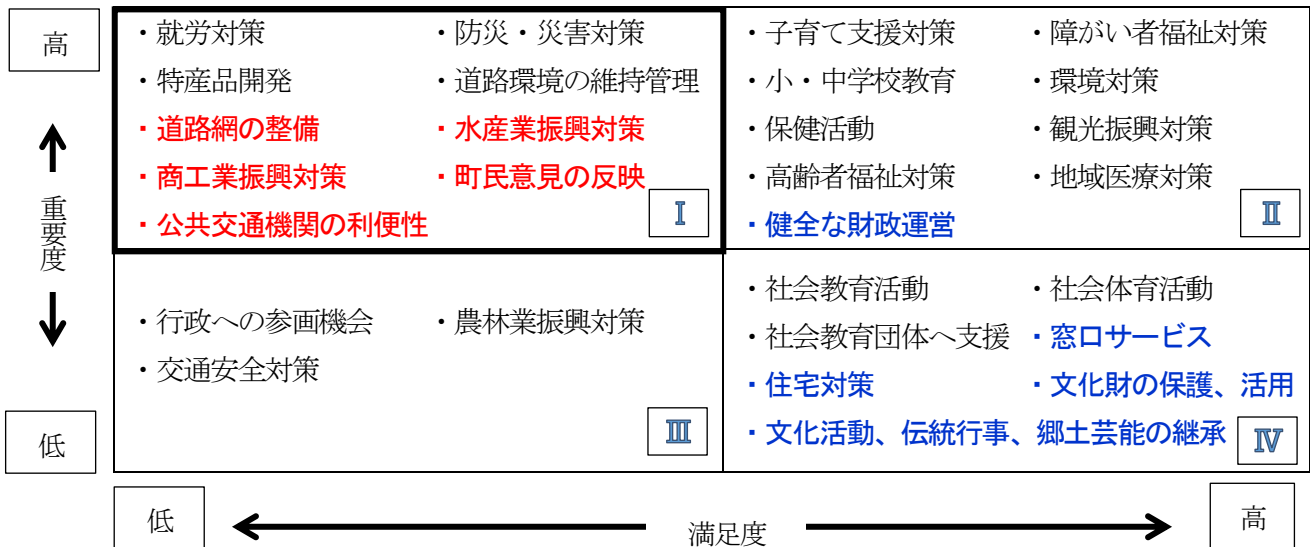 高
・就労対策 ・防災・災害対策
・特産品開発 ・道路環境の維持管理
・道路網の整備 ・水産業振興対策
・商工業振興対策 ・町民意見の反映
・公共交通機関の利便性
Ⅰ
・子育て支援対策 ・障がい者福祉対策
・小・中学校教育 ・環境対策
・保健活動 ・観光振興対策
・高齢者福祉対策 ・地域医療対策
・健全な財政運営
Ⅱ
重要度
・行政への参画機会 ・農林業振興対策
・交通安全対策
Ⅲ
・社会教育活動 ・社会体育活動
・社会教育団体へ支援 ・窓口サービス
・住宅対策 ・文化財の保護、活用
・文化活動、伝統行事、郷土芸能の継承
Ⅳ
低
低
満足度
高